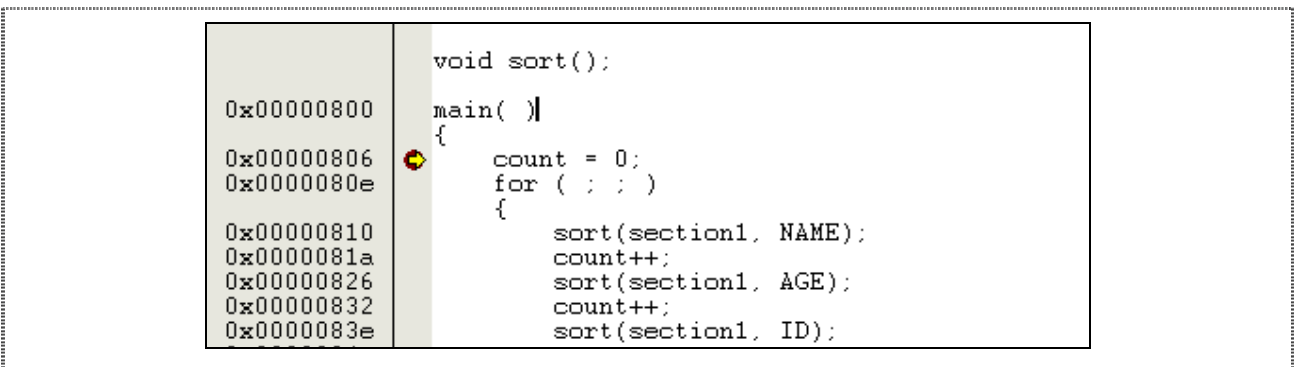 void sort();
0x00000800 main( )
{
0x00000806 count = 0;
0x0000080e for ( ; ; )
{
0x00000810 sort(section1, NAME);
0x0000081a count++;
0x00000826 sort(section1, AGE);
0x00000832 count++;
0x0000083e sort(section1, ID);